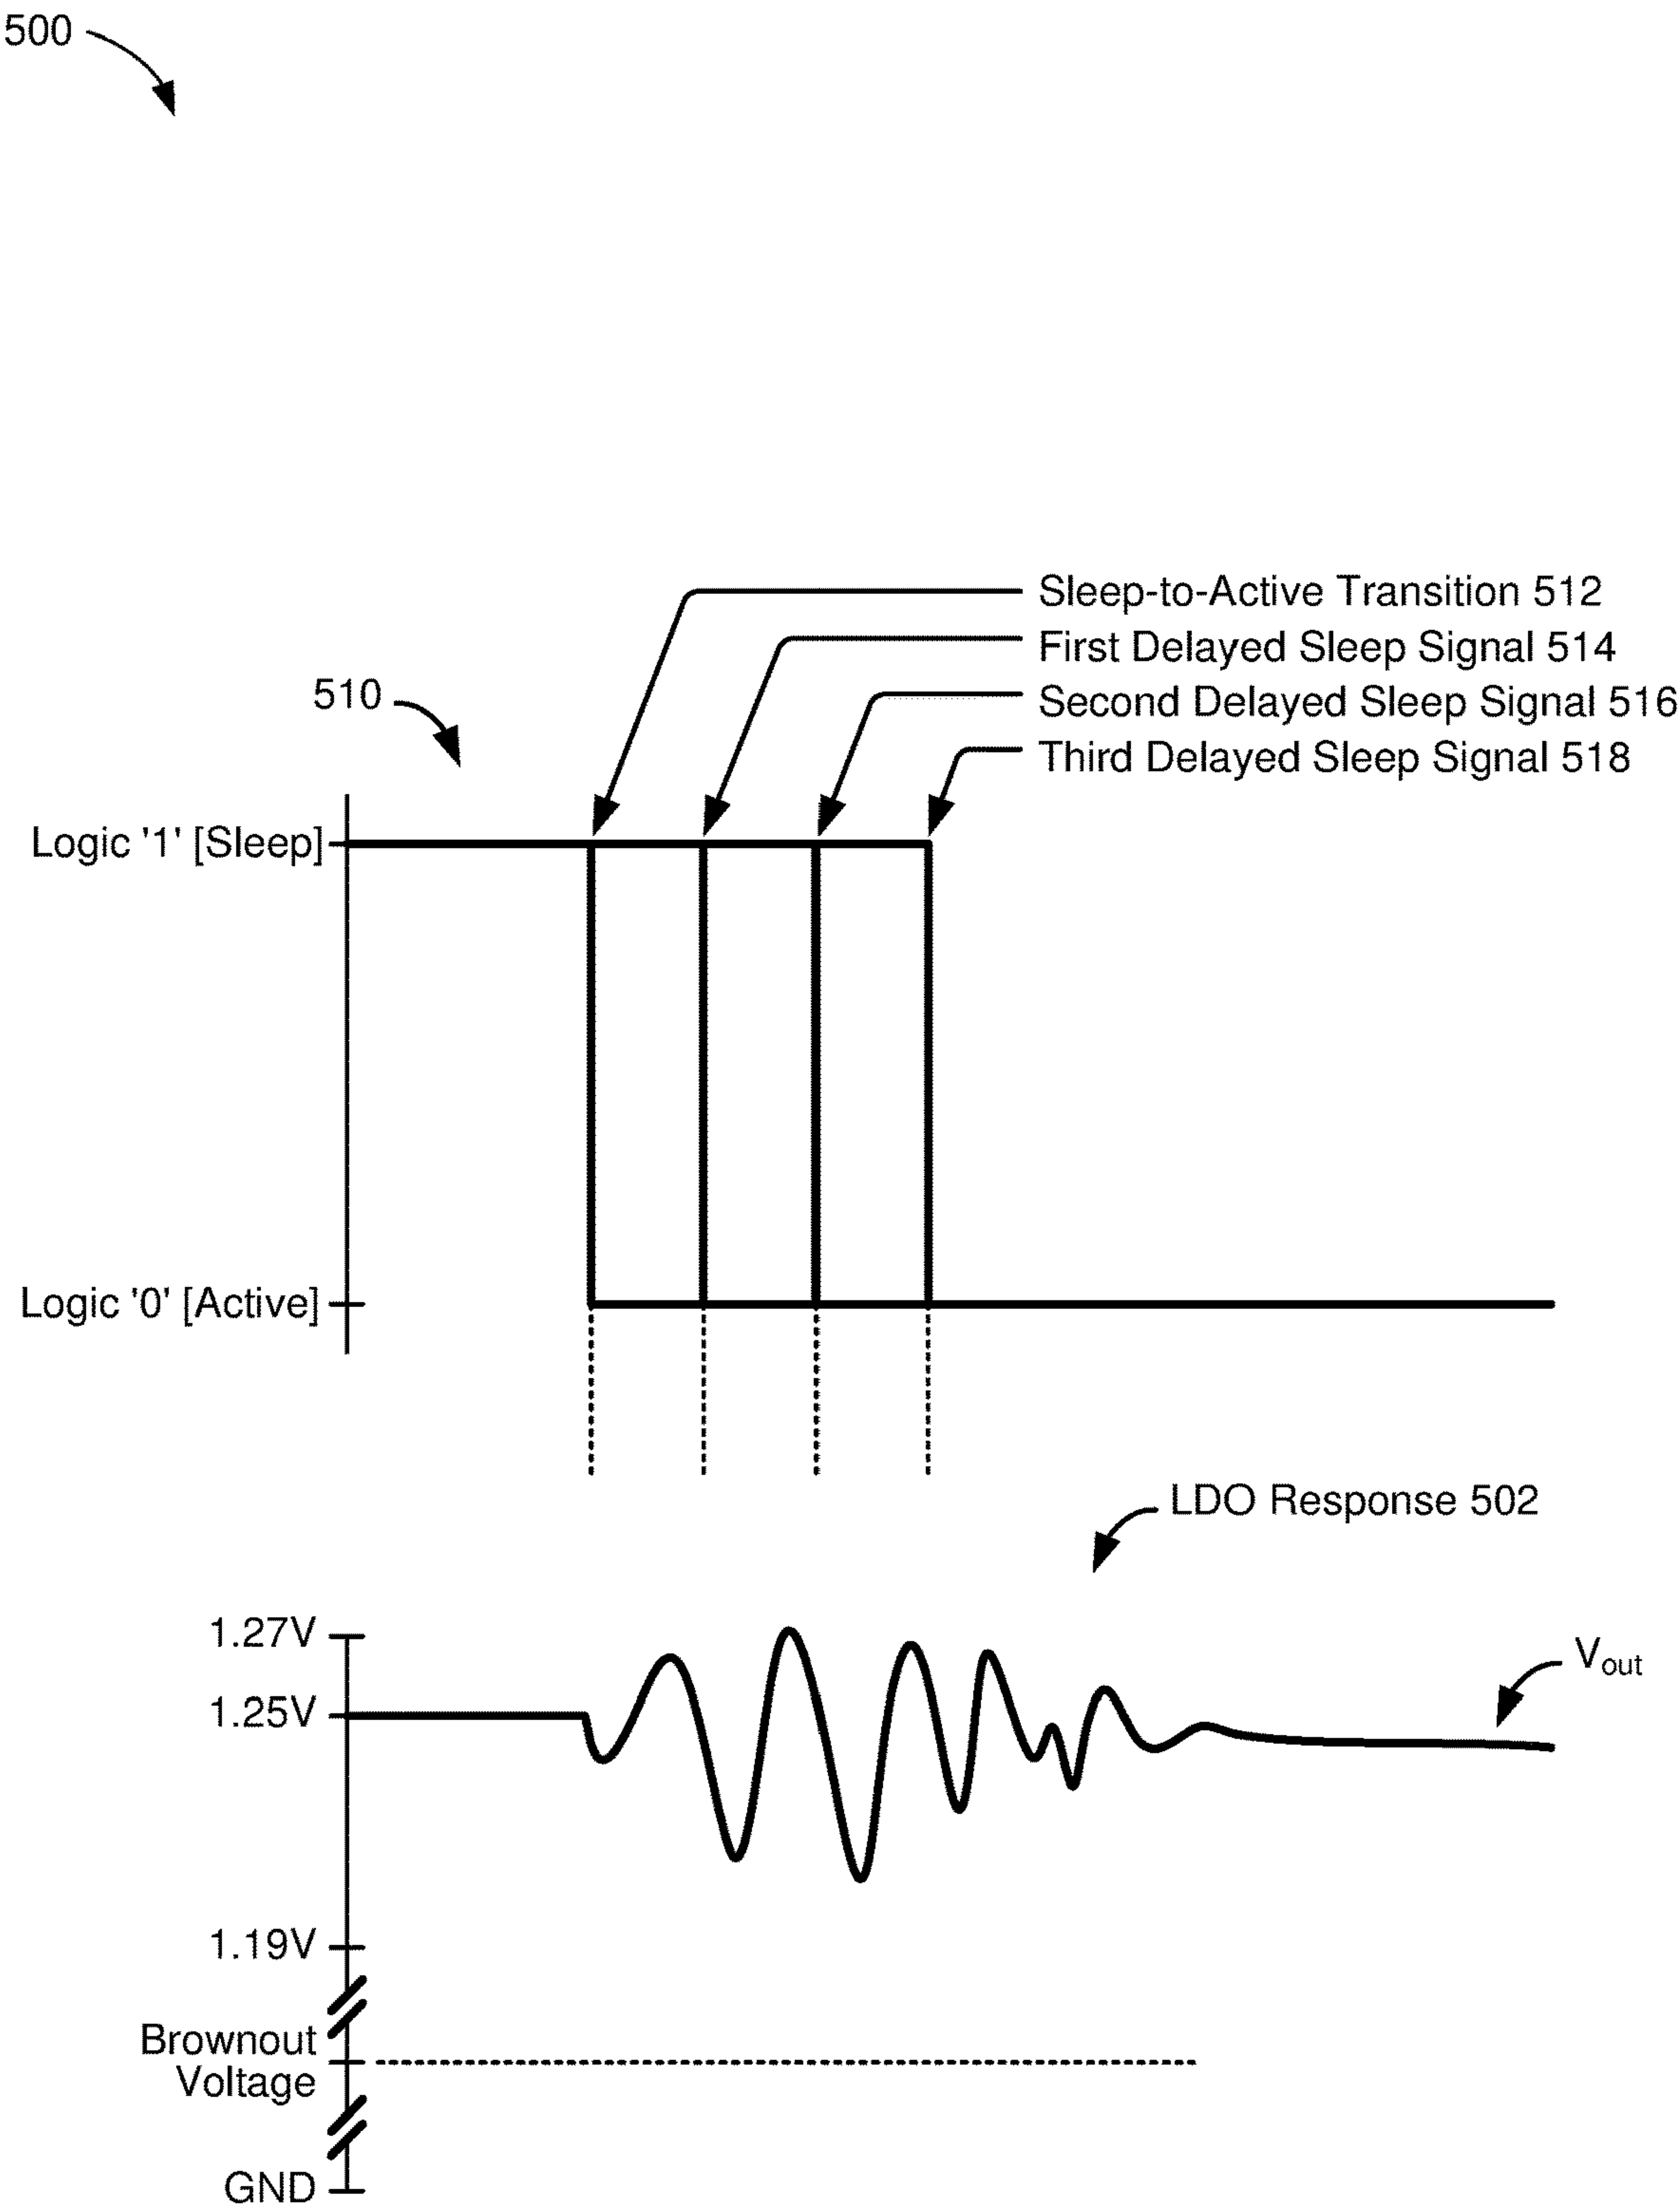 500
Sleep-to-Active Transition 512
First Delayed Sleep Signal 514
510
Second Delayed Sleep Signal 516
Third Delayed Sleep Signal 518
Logic '1' [Sleep]
Logic '0' [Active]
LDO Response 502
1.27V
Vout
1.25V
1.19V
Brownout
Voltage
GND